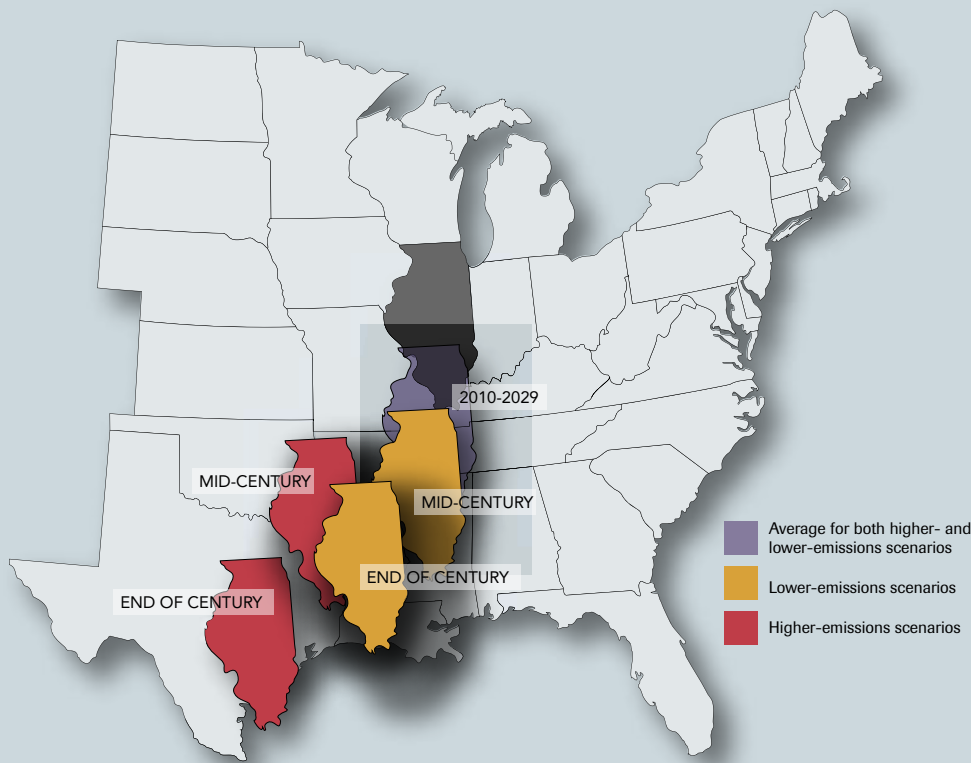 2010-2029
MID-CENTURY
MID-CENTURY
END OF CENTURY
END OF CENTURY
Average for both higher- and
lower-emissions scenarios
Lower-emissions scenarios
Higher-emissions scenarios